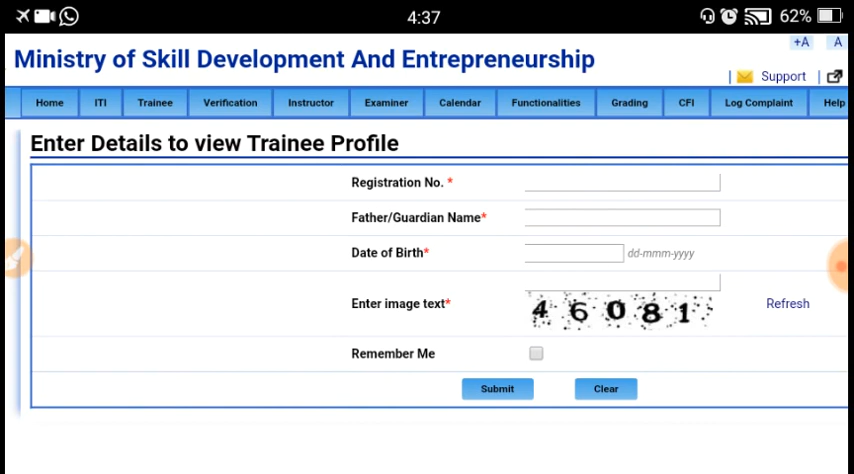 4:37
62%
+A A
Ministry of Skill Development And Entrepreneurship
| Support |
Home ITI Trainee Verification Instructor Examiner Calendar Functionalities Grading CFI Log Complaint Help
Enter Details to view Trainee Profile
Registration No. *
Father/Guardian Name*
Date of Birth* dd-mmm-yyyy
Enter image text* 46081 Refresh
Remember Me
Submit Clear